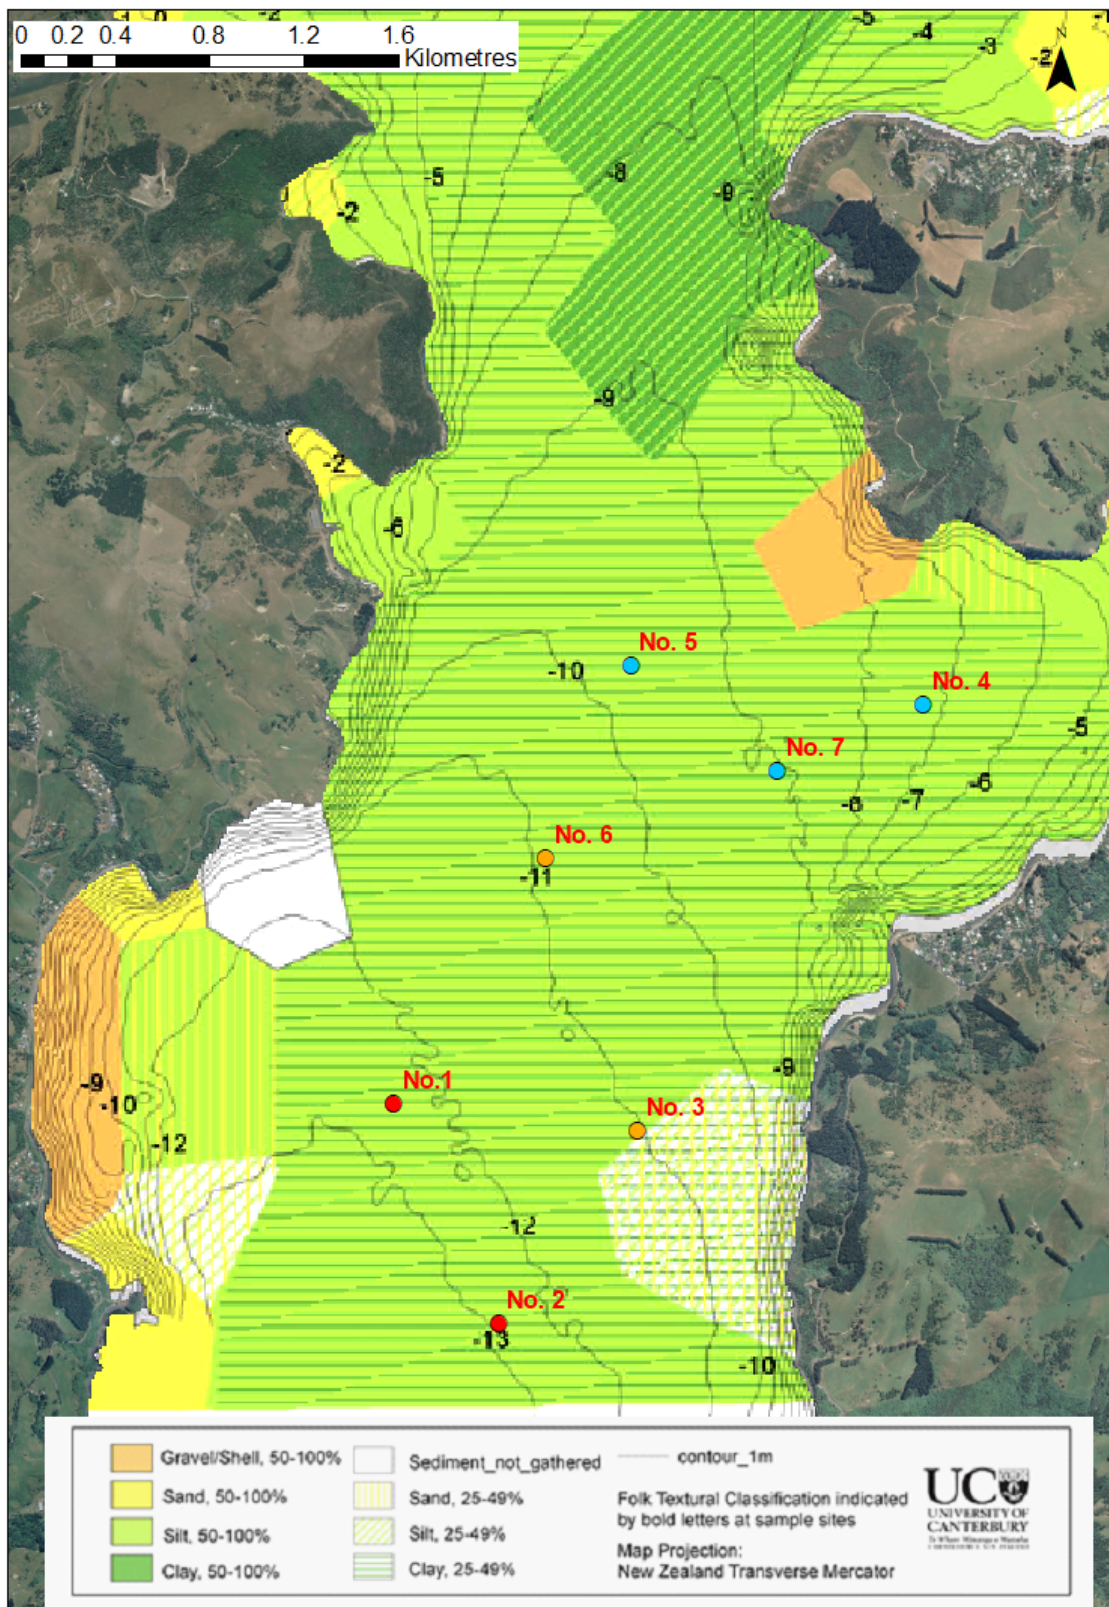 0 0.2 0.4 0.8 1.2 1.6
Kilometres
N
-2
-5
-4
-3
-2
-5
-8
-9
-2
-9
-2
-6
No. 5
-10
No. 4
-5
No. 7
-6
-8
-7
No. 6
-11
-9
No.1
-9
-10
No. 3
-12
-12
No. 2
-13
-10
Gravel/Shell, 50-100%
Sand, 50-100%
Silt, 50-100%
Clay, 50-100%
Sediment_not_gathered
Sand, 25-49%
Silt, 25-49%
Clay, 25-49%
contour_1m
Folk Textural Classification indicated
by bold letters at sample sites
Map Projection:
New Zealand Transverse Mercator
UC
UNIVERSITY OF
CANTERBURY